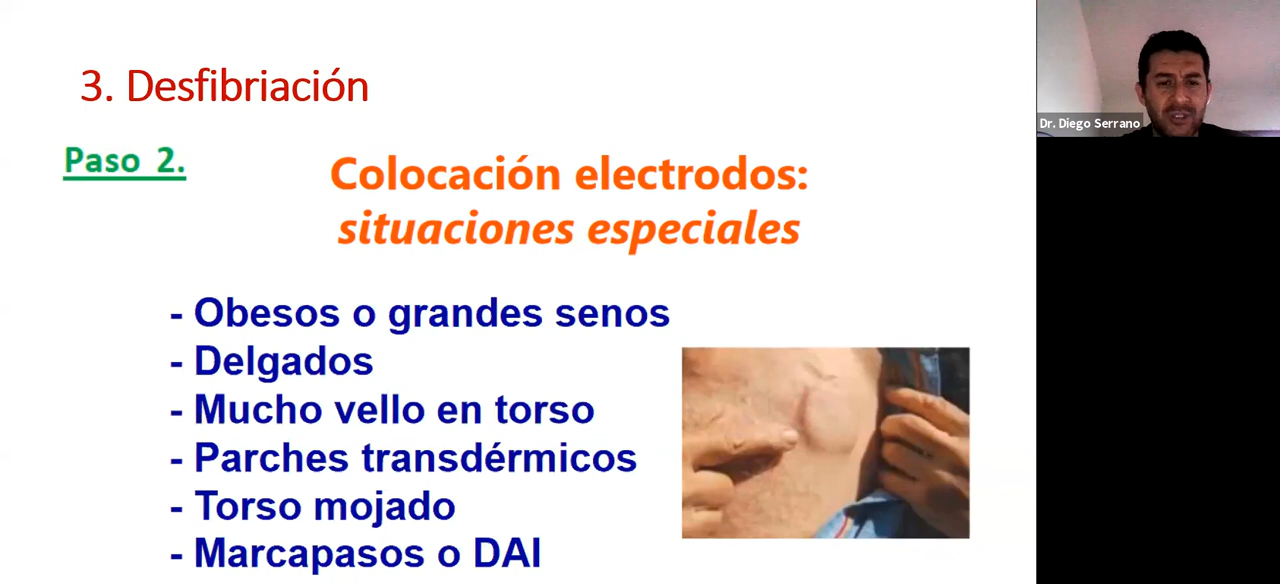 3. Desfibriación
Paso 2.
Colocación electrodos:
situaciones especiales
- Obesos o grandes senos
- Delgados
- Mucho vello en torso
- Parches transdérmicos
- Torso mojado
- Marcapasos o DAI
Dr. Diego Serrano